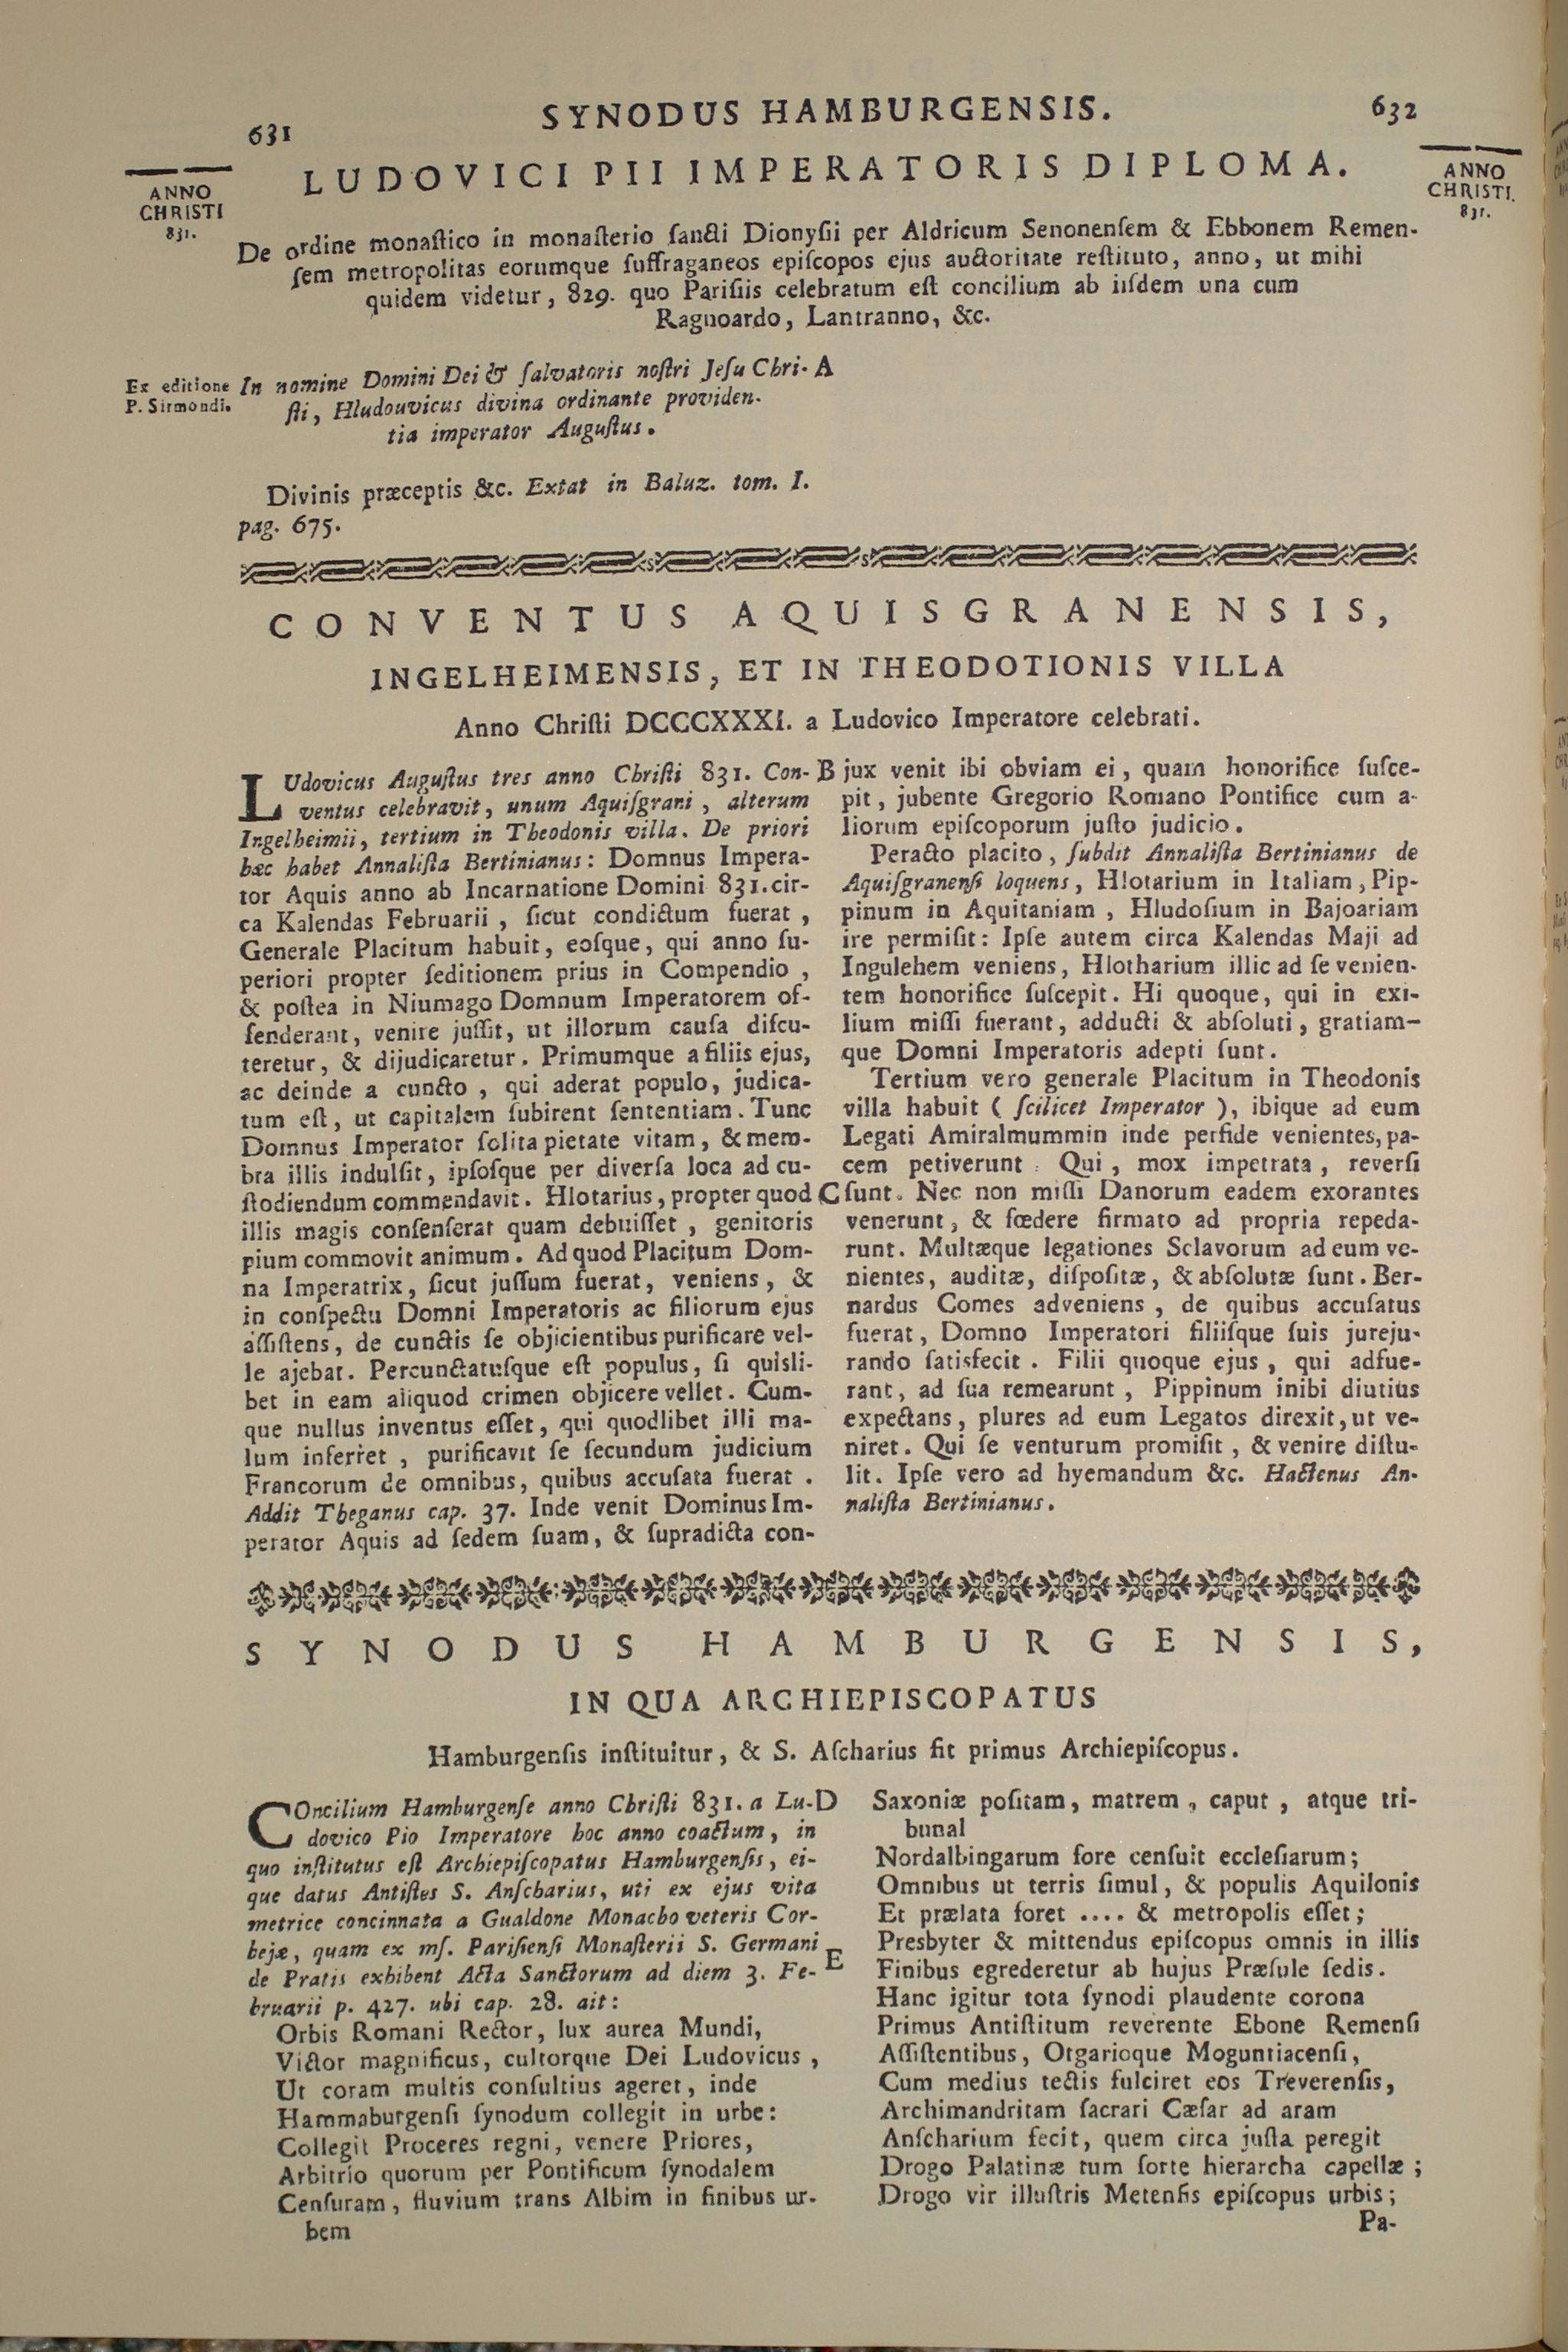 631
SYNODUS HAMBURGENSIS.
632
ANNO
CHRISTI
831.
ANNO
CHRISTI.
831.
LUDOVICI PII IMPERATORIS DIPLOMA.
De ordine monaſtico in monaſterio ſancti Dionyſii per Aldricum Senonenſem & Ebbonem Remen-
ſem metropolitas eorumque ſuffraganeos epiſcopos ejus auctoritate reſtituto, anno, ut mihi
quidem videtur, 829. quo Pariſiis celebratum eſt concilium ab iiſdem una cum
Ragnoardo, Lantranno, &c.
Ex editione
P. Sirmondi.
In nomine Domini Dei & ſalvatoris noſtri Jeſu Chri- A
ſti, Hludouvicus divina ordinante providen-
tia imperator Auguſtus.
Divinis præceptis &c. Extat in Baluz. tom. I.
pag. 675.
CONVENTUS AQUISGRANENSIS,
INGELHEIMENSIS, ET IN THEODOTIONIS VILLA
Anno Chriſti DCCCXXXI. a Ludovico Imperatore celebrati.
LUdovicus Auguſtus tres anno Chriſti 831. Con- B
ventus celebravit, unum Aquiſgrani, alterum
Ingelheimii, tertium in Theodonis villa. De priori
hæc habet Annaliſta Bertinianus: Domnus Impera-
tor Aquis anno ab Incarnatione Domini 831. cir-
ca Kalendas Februarii, ſicut condictum fuerat,
Generale Placitum habuit, eoſque, qui anno ſu-
periori propter ſeditionem prius in Compendio,
& poſtea in Niumago Domnum Imperatorem of-
fenderant, venire juſſit, ut illorum cauſa diſcu-
teretur, & dijudicaretur. Primumque a filiis ejus,
ac deinde a cuncto, qui aderat populo, judica-
tum eſt, ut capitalem ſubirent ſententiam. Tunc
Domnus Imperator ſolita pietate vitam, & mem-
bra illis indulſit, ipſoſque per diverſa loca ad cu-
ſtodiendum commendavit. Hlotarius, propter quod C
illis magis conſenſerat quam debuiſſet, genitoris
pium commovit animum. Ad quod Placitum Dom-
na Imperatrix, ſicut juſſum fuerat, veniens, &
in conſpectu Domni Imperatoris ac filiorum ejus
aſſiſtens, de cunctis ſe objicientibus purificare vel-
le ajebat. Percunctatuſque eſt populus, ſi quisli-
bet in eam aliquod crimen objicere vellet. Cum-
que nullus inventus eſſet, qui quodlibet illi ma-
lum inferret, purificavit ſe ſecundum judicium
Francorum de omnibus, quibus accuſata fuerat.
Addit Theganus cap. 37. Inde venit Dominus Im-
perator Aquis ad ſedem ſuam, & ſupradicta con-
jux venit ibi obviam ei, quam honorifice ſuſce-
pit, jubente Gregorio Romano Pontifice cum a-
liorum epiſcoporum juſto judicio.
Peracto placito, ſubdit Annaliſta Bertinianus de
Aquiſgranenſi loquens, Hlotarium in Italiam, Pip-
pinum in Aquitaniam, Hludoſium in Bajoariam
ire permiſit: Ipſe autem circa Kalendas Maji ad
Ingulehem veniens, Hlotharium illic ad ſe venien-
tem honorifice ſuſcepit. Hi quoque, qui in exi-
lium miſſi fuerant, adducti & abſoluti, gratiam-
que Domni Imperatoris adepti ſunt.
Tertium vero generale Placitum in Theodonis
villa habuit ( ſcilicet Imperator ), ibique ad eum
Legati Amiralmummin inde perfide venientes, pa-
cem petiverunt. Qui, mox impetrata, reverſi
ſunt. Nec non miſſi Danorum eadem exorantes
venerunt, & fœdere firmato ad propria repeda-
runt. Multæque legationes Sclavorum ad eum ve-
nientes, auditæ, diſpoſitæ, & abſolutæ ſunt. Ber-
nardus Comes adveniens, de quibus accuſatus
fuerat, Domno Imperatori filiiſque ſuis jureju-
rando ſatisfecit. Filii quoque ejus, qui adfue-
rant, ad ſua remearunt, Pippinum inibi diutius
expectans, plures ad eum Legatos direxit, ut ve-
niret. Qui ſe venturum promiſit, & venire diſtu-
lit. Ipſe vero ad hyemandum &c. Hactenus An-
naliſta Bertinianus.
SYNODUS HAMBURGENSIS,
IN QUA ARCHIEPISCOPATUS
Hamburgenſis inſtituitur, & S. Aſcharius fit primus Archiepiſcopus.
COncilium Hamburgenſe anno Chriſti 831. a Lu- D
dovico Pio Imperatore hoc anno coactum, in
quo inſtitutus eſt Archiepiſcopatus Hamburgenſis, ei-
que datus Antiſtes S. Anſcharius, uti ex ejus vita
metrice concinnata a Gualdone Monacho veteris Cor-
bejæ, quam ex mſ. Pariſienſi Monaſterii S. Germani E
de Pratis exhibent Acta Sanctorum ad diem 3. Fe-
bruarii p. 427. ubi cap. 28. ait:
Orbis Romani Rector, lux aurea Mundi,
Victor magnificus, cultorque Dei Ludovicus,
Ut coram multis conſultius ageret, inde
Hammaburgenſi ſynodum collegit in urbe:
Collegit Proceres regni, venere Priores,
Arbitrio quorum per Pontificum ſynodalem
Cenſuram, fluvium trans Albim in finibus ur-
bem
Saxoniæ poſitam, matrem, caput, atque tri-
bunal
Nordalbingarum fore cenſuit eccleſiarum;
Omnibus ut terris ſimul, & populis Aquilonis
Et prælata foret .... & metropolis eſſet;
Presbyter & mittendus epiſcopus omnis in illis
Finibus egrederetur ab hujus Præſule ſedis.
Hanc igitur tota ſynodi plaudente corona
Primus Antiſtitum reverente Ebone Remenſi
Aſſiſtentibus, Otgarioque Moguntiacenſi,
Cum medius tectis fulciret eos Treverenſis,
Archimandritam ſacrari Cæſar ad aram
Anſcharium fecit, quem circa juſta peregit
Drogo Palatinæ tum ſorte hierarcha capellæ;
Drogo vir illuſtris Metenſis epiſcopus urbis;
Pa-